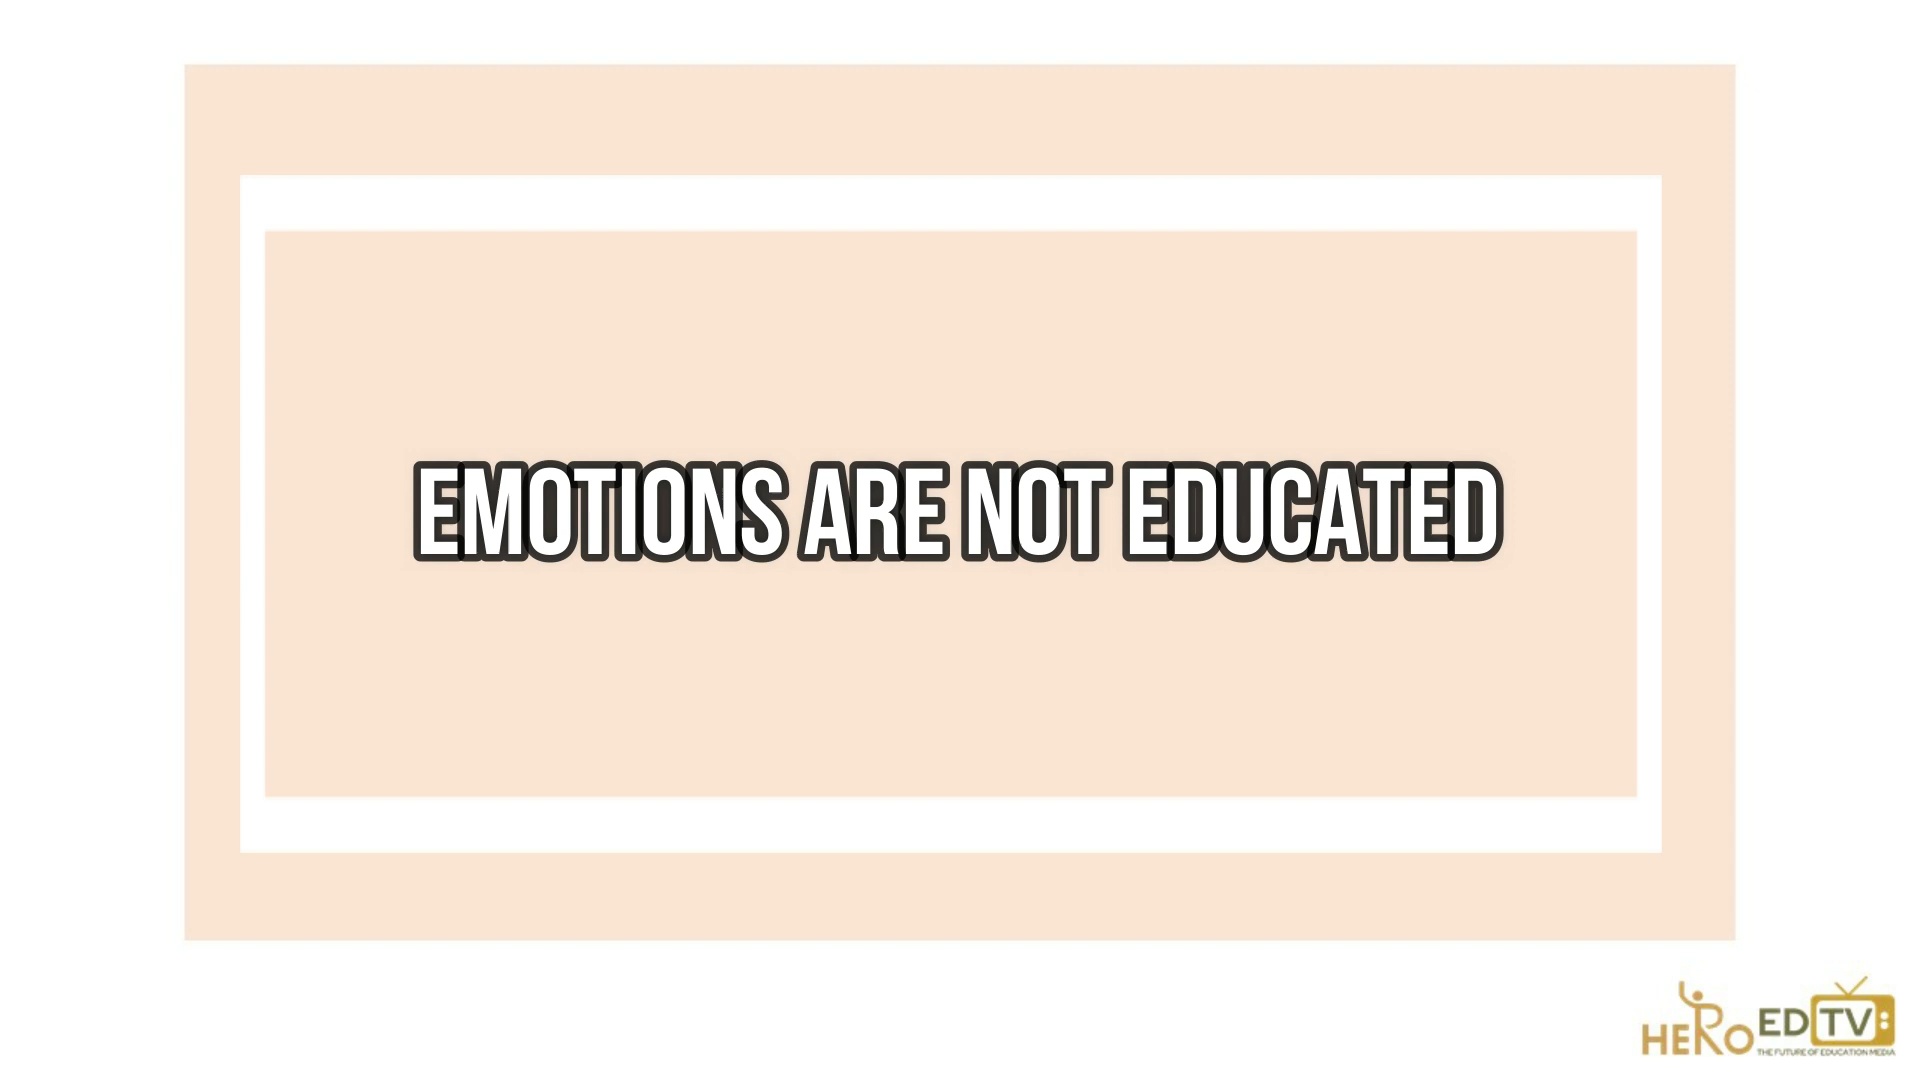 EMOTIONS ARE NOT EDUCATED
HERO ED TV
THE FUTURE OF EDUCATION MEDIA